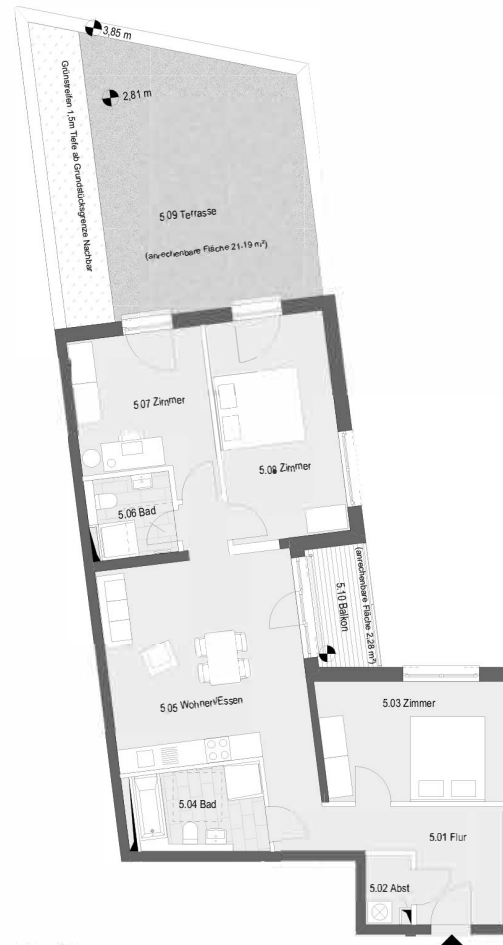 3,85 m
2,81 m
Grünstreifen 1,5m Tiefe ab Grundstücksgrenze Nachbar
5.09 Terrasse
(anrechenbare Fläche 21.19 m²)
5.07 Zimmer
5.08 Zimmer
5.06 Bad
5.10 Balkon
(anrechenbare Fläche 2.28 m²)
5.05 Wohnen/Essen
5.03 Zimmer
5.04 Bad
5.01 Flur
5.02 Abst